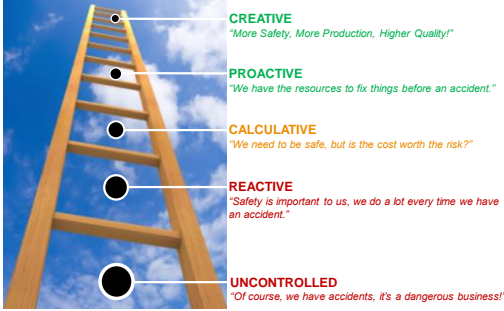 CREATIVE
“More Safety, More Production, Higher Quality!”
PROACTIVE
“We have the resources to fix things before an accident.”
CALCULATIVE
“We need to be safe, but is the cost worth the risk?”
REACTIVE
“Safety is important to us, we do a lot every time we have
an accident.”
UNCONTROLLED
“Of course, we have accidents, it’s a dangerous business!”